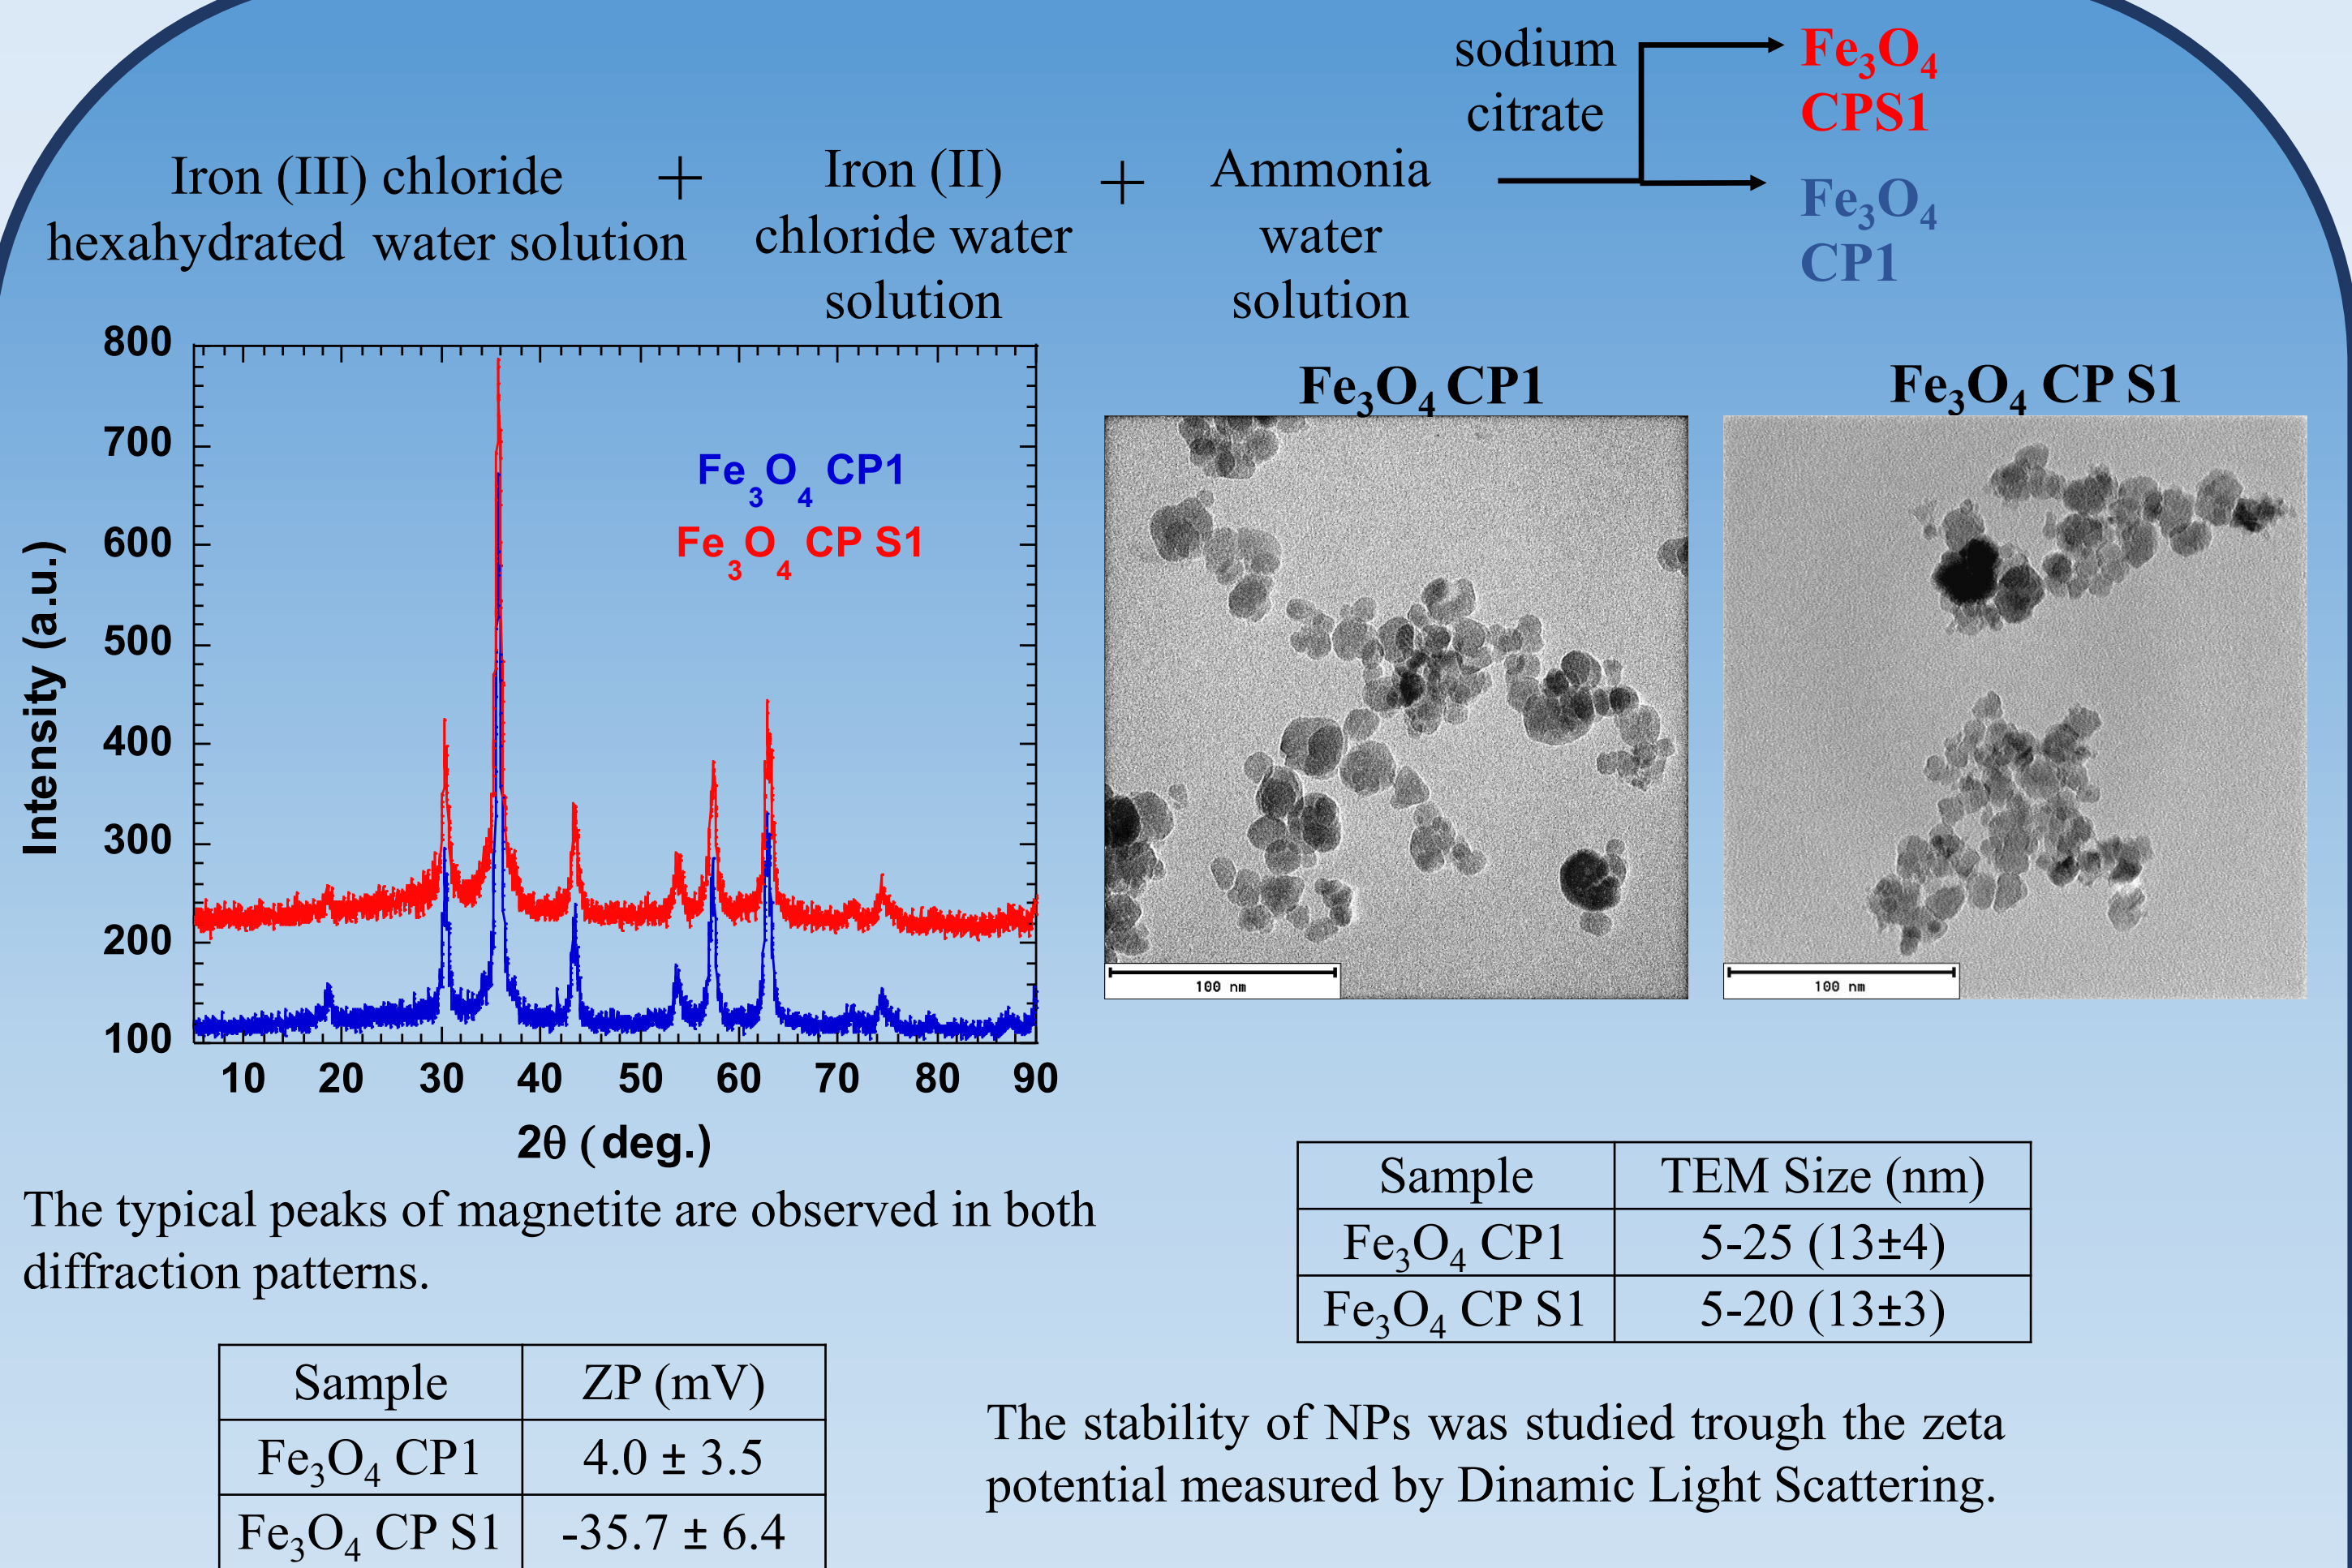 sodium
citrate
Fe₃O₄
CPS1
Fe₃O₄
CP1
Iron (III) chloride
hexahydrated  water solution
+
Iron (II)
chloride water
solution
+
Ammonia
water
solution
800
700
600
500
400
300
200
100
Intensity (a.u.)
Fe₃O₄ CP1
Fe₃O₄ CP S1
10 20 30 40 50 60 70 80 90
2θ (deg.)
Fe₃O₄ CP1
100 nm
Fe₃O₄ CP S1
100 nm
The typical peaks of magnetite are observed in both
diffraction patterns.
Sample TEM Size (nm)
Fe₃O₄ CP1 5-25 (13±4)
Fe₃O₄ CP S1 5-20 (13±3)
Sample ZP (mV)
Fe₃O₄ CP1 4.0 ± 3.5
Fe₃O₄ CP S1 -35.7 ± 6.4
The stability of NPs was studied trough the zeta
potential measured by Dinamic Light Scattering.